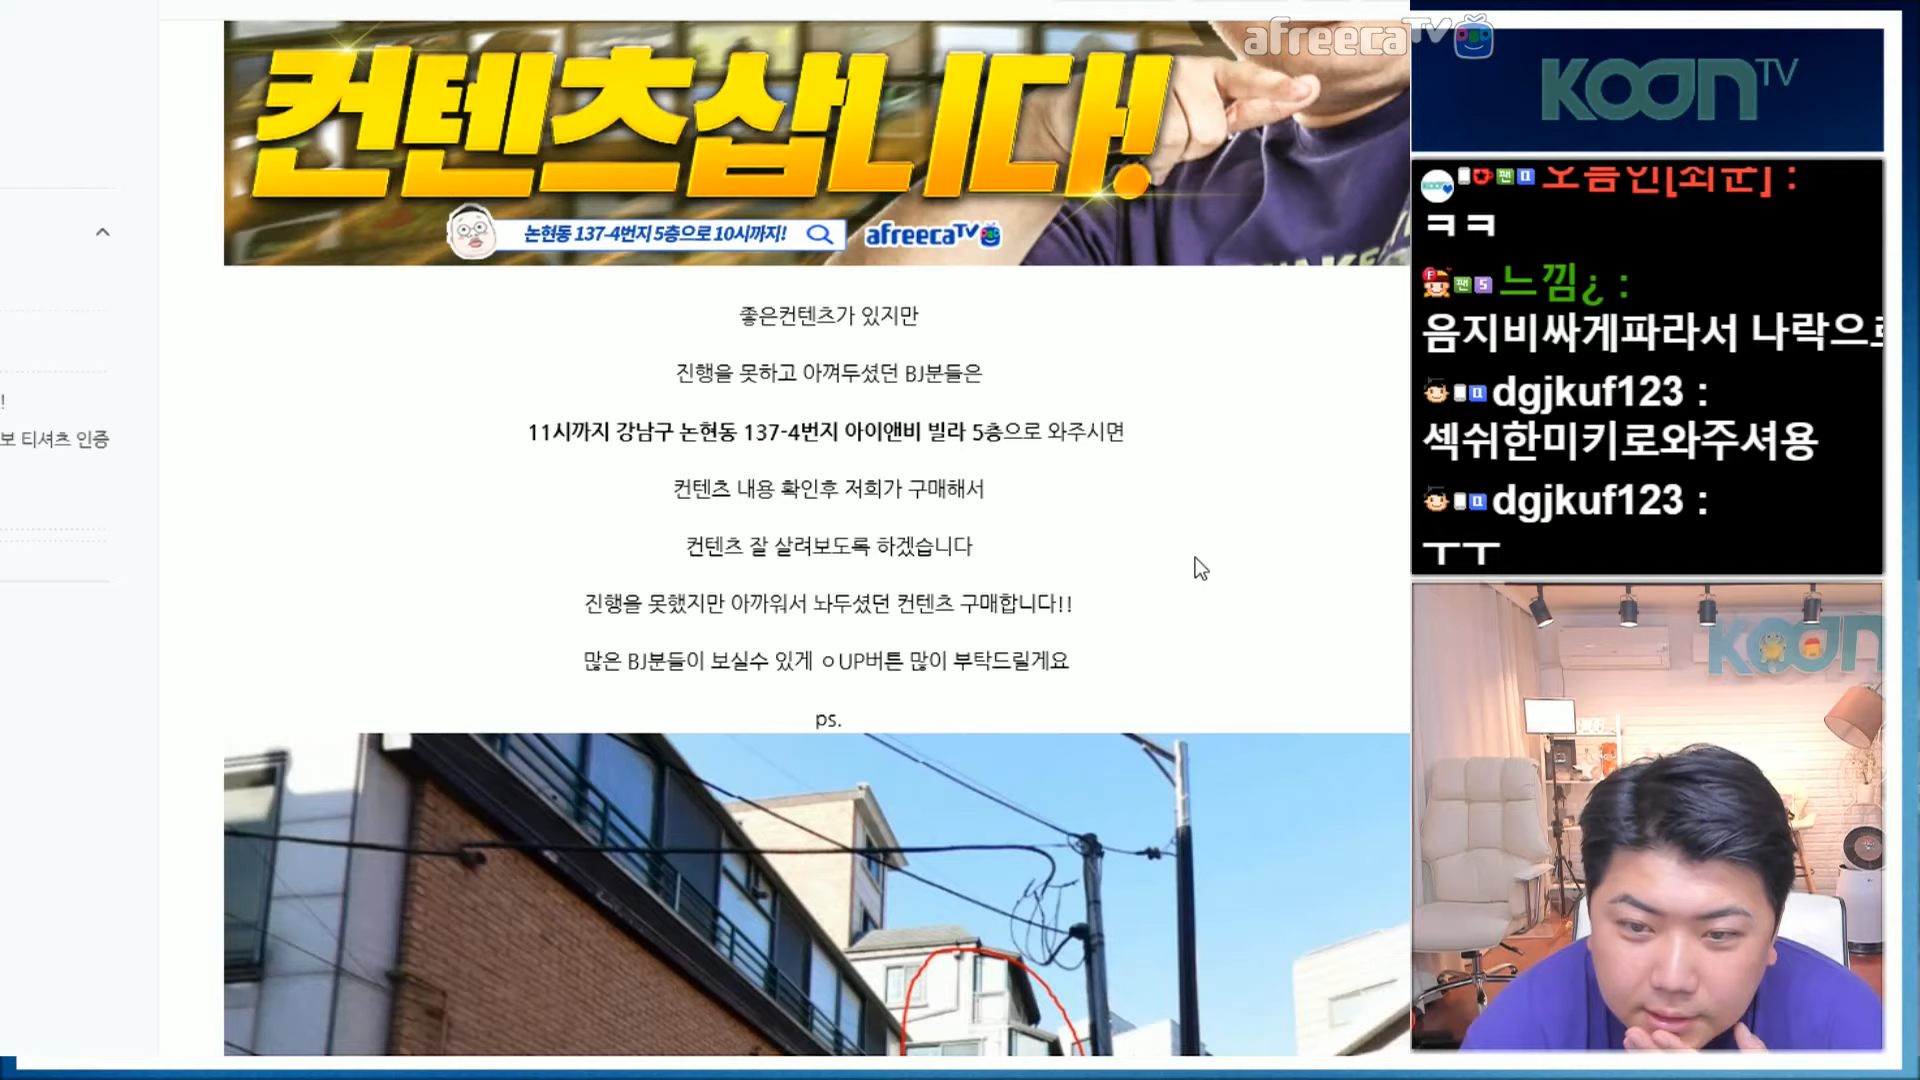 컨텐츠삽니다!
논현동 137-4번지 5층으로 10시까지!
afreecaTV
좋은컨텐츠가 있지만
진행을 못하고 아껴두셨던 BJ분들은
11시까지 강남구 논현동 137-4번지 아이앤비 빌라 5층으로 와주시면
컨텐츠 내용 확인후 저희가 구매해서
컨텐츠 잘 살려보도록 하겠습니다
진행을 못했지만 아까워서 놔두셨던 컨텐츠 구매합니다!!
많은 BJ분들이 보실수 있게 ㅇUP버튼 많이 부탁드릴게요
ps.
!
보 티셔츠 인증
afreecaTV
KOONTV
팬
ㅋㅋ
팬 S 느낌¿ :
음지비싸게파라서 나락으로
dgjkuf123 :
섹쉬한미키로와주셔용
dgjkuf123 :
ㅜㅜ
KOON